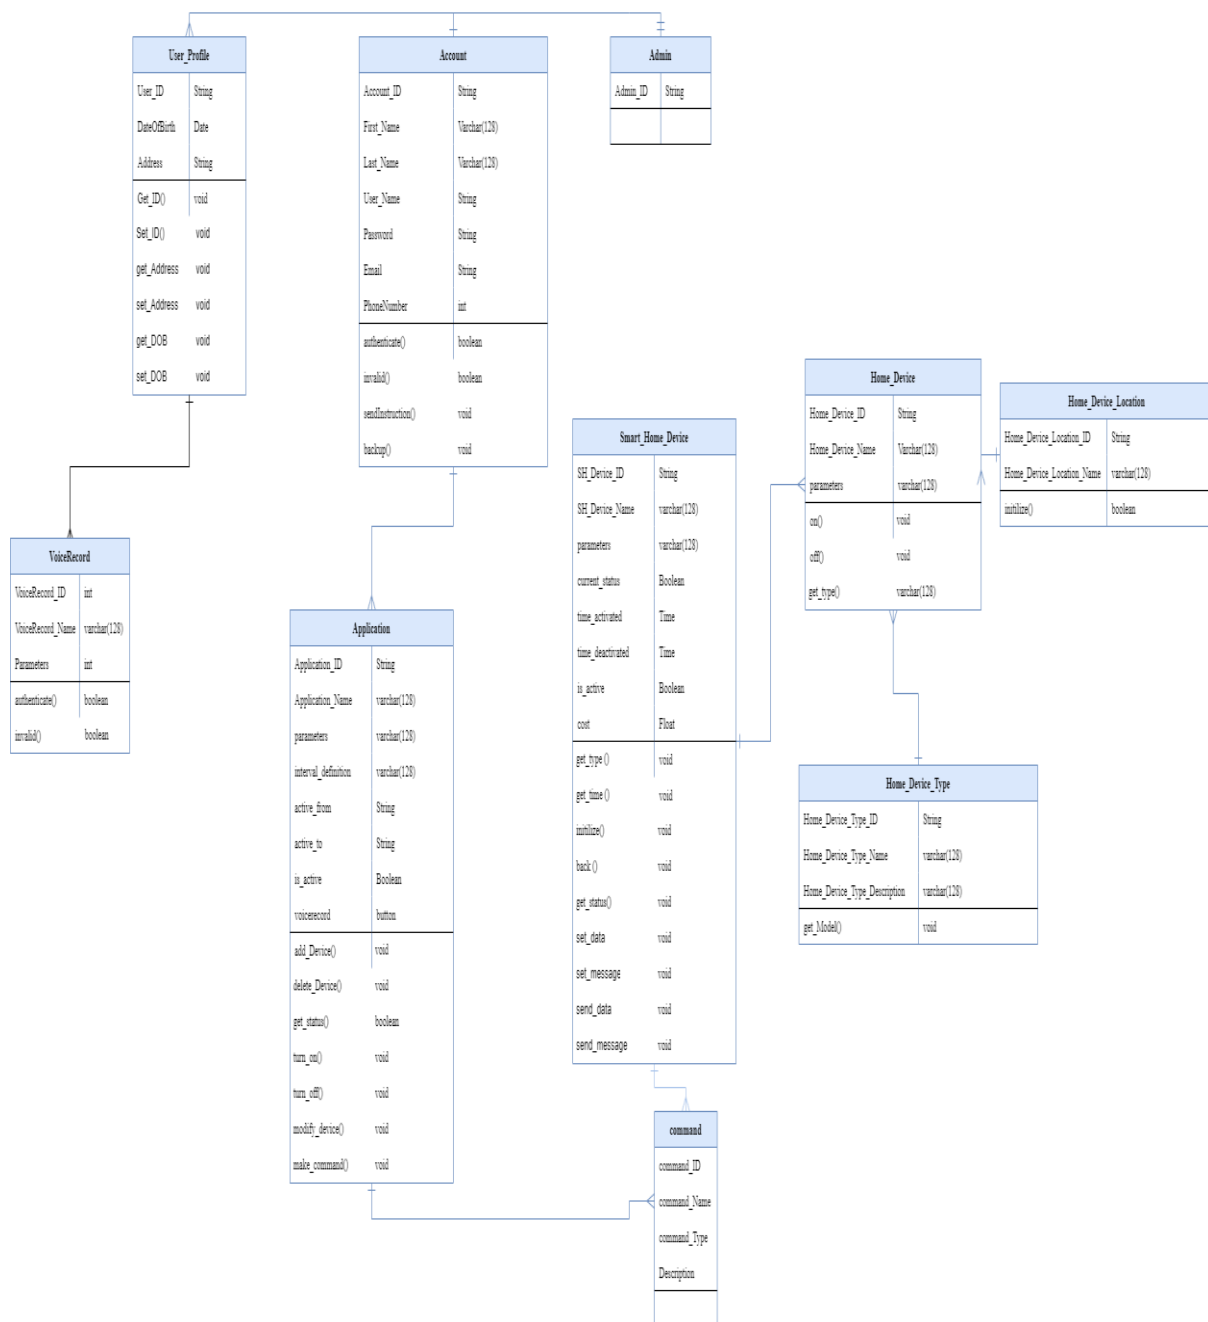 User_Profile
User_ID String
DateOfBirth Date
Address String
Get_ID() void
Set_ID() void
get_Address void
set_Address void
get_DOB void
set_DOB void
Account
Account_ID String
First_Name Varchar(128)
Last_Name Varchar(128)
User_Name String
Password String
Email String
PhoneNumber int
authenticate() boolean
invalid() boolean
sendInstruction() void
backup() void
Admin
Admin_ID String
VoiceRecord
VoiceRecord_ID int
VoiceRecord_Name varchar(128)
Parameters int
authenticate() boolean
invalid() boolean
Application
Application_ID String
Application_Name varchar(128)
parameters varchar(128)
interval_definition varchar(128)
active_from String
active_to String
is_active Boolean
voicerecord button
add_Device() void
delete_Device() void
get_status() boolean
turn_on() void
turn_off() void
modify_device() void
make_command() void
Smart_Home_Device
SH_Device_ID String
SH_Device_Name varchar(128)
parameters varchar(128)
current_status Boolean
time_activated Time
time_deactivated Time
is_active Boolean
cost Float
get_type () void
get_time () void
initilize() void
back () void
get_status() void
set_data void
set_message void
send_data void
send_message void
Home_Device
Home_Device_ID String
Home_Device_Name Varchar(128)
parameters varchar(128)
on() void
off() void
get_type() varchar(128)
Home_Device_Location
Home_Device_Location_ID String
Home_Device_Location_Name varchar(128)
initilize() boolean
Home_Device_Type
Home_Device_Type_ID String
Home_Device_Type_Name varchar(128)
Home_Device_Type_Description varchar(128)
get_Model() void
command
command_ID
command_Name
command_Type
Description